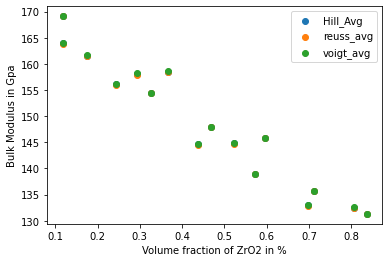 170
165
160
155
150
145
140
135
130
Bulk Modulus in Gpa
Hill_Avg
reuss_avg
voigt_avg
0.1 0.2 0.3 0.4 0.5 0.6 0.7 0.8
Volume fraction of ZrO2 in %